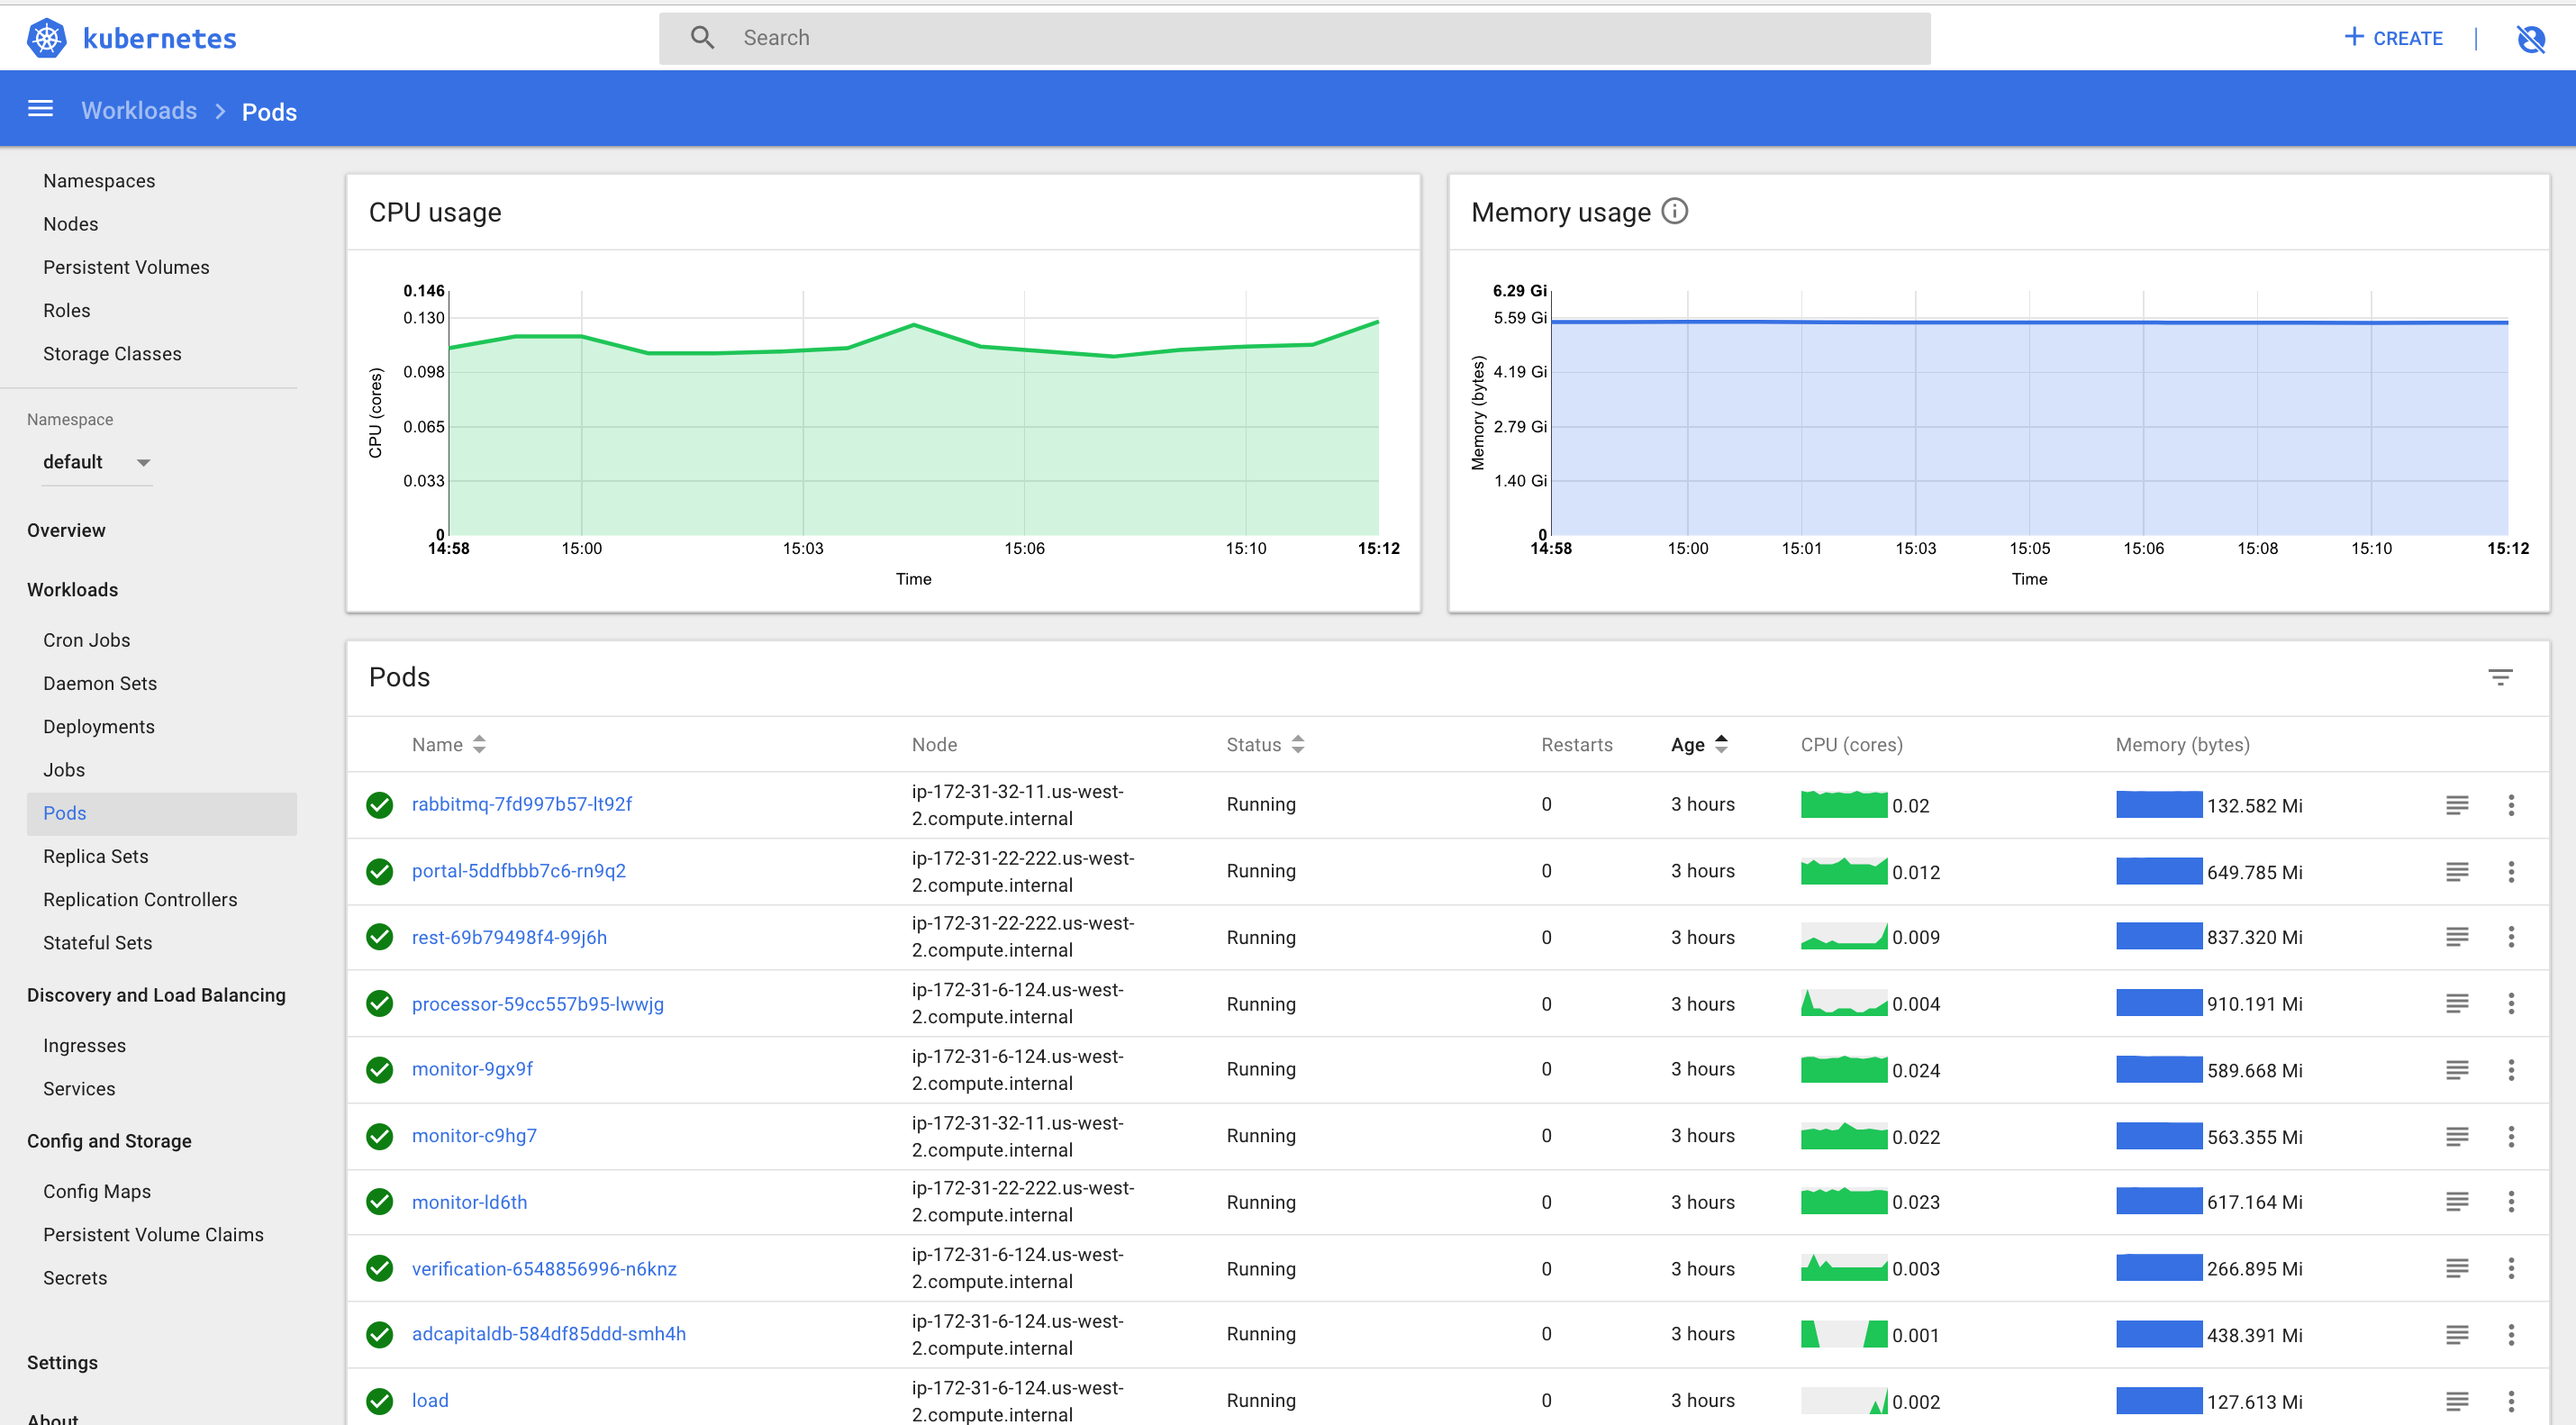 kubernetes
Search
+ CREATE
Workloads > Pods
Namespaces
Nodes
Persistent Volumes
Roles
Storage Classes
Namespace
default
Overview
Workloads
Cron Jobs
Daemon Sets
Deployments
Jobs
Pods
Replica Sets
Replication Controllers
Stateful Sets
Discovery and Load Balancing
Ingresses
Services
Config and Storage
Config Maps
Persistent Volume Claims
Secrets
Settings
About
CPU usage
0.146
0.130
0.098
0.065
0.033
0
CPU (cores)
14:58 15:00 15:03 15:06 15:10 15:12
Time
Memory usage
6.29 Gi
5.59 Gi
4.19 Gi
2.79 Gi
1.40 Gi
0
Memory (bytes)
14:58 15:00 15:01 15:03 15:05 15:06 15:08 15:10 15:12
Time
Pods
Name Node Status Restarts Age CPU (cores) Memory (bytes)
rabbitmq-7fd997b57-lt92f ip-172-31-32-11.us-west- Running 0 3 hours 0.02 132.582 Mi
2.compute.internal
portal-5ddfbbb7c6-rn9q2 ip-172-31-22-222.us-west- Running 0 3 hours 0.012 649.785 Mi
2.compute.internal
rest-69b79498f4-99j6h ip-172-31-22-222.us-west- Running 0 3 hours 0.009 837.320 Mi
2.compute.internal
processor-59cc557b95-lwwjg ip-172-31-6-124.us-west- Running 0 3 hours 0.004 910.191 Mi
2.compute.internal
monitor-9gx9f ip-172-31-6-124.us-west- Running 0 3 hours 0.024 589.668 Mi
2.compute.internal
monitor-c9hg7 ip-172-31-32-11.us-west- Running 0 3 hours 0.022 563.355 Mi
2.compute.internal
monitor-ld6th ip-172-31-22-222.us-west- Running 0 3 hours 0.023 617.164 Mi
2.compute.internal
verification-6548856996-n6knz ip-172-31-6-124.us-west- Running 0 3 hours 0.003 266.895 Mi
2.compute.internal
adcapitaldb-584df85ddd-smh4h ip-172-31-6-124.us-west- Running 0 3 hours 0.001 438.391 Mi
2.compute.internal
load ip-172-31-6-124.us-west- Running 0 3 hours 0.002 127.613 Mi
2.compute.internal